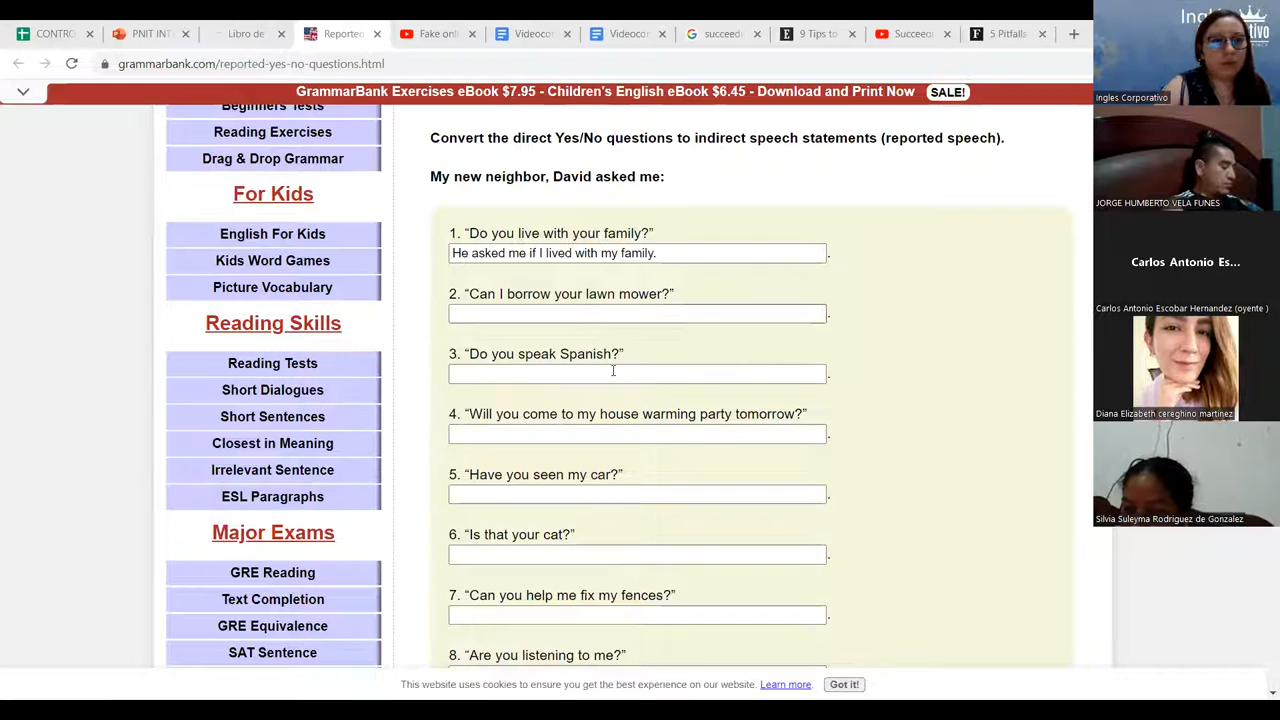 CONTRO
PNIT INT
Libro de
Reported
Fake onl
Videocor
Videocor
succeedi
9 Tips to
Succeed
5 Pitfalls
grammarbank.com/reported-yes-no-questions.html
GrammarBank Exercises eBook $7.95 - Children's English eBook $6.45 - Download and Print Now SALE!
Beginners Tests
Reading Exercises
Drag & Drop Grammar
For Kids
English For Kids
Kids Word Games
Picture Vocabulary
Reading Skills
Reading Tests
Short Dialogues
Short Sentences
Closest in Meaning
Irrelevant Sentence
ESL Paragraphs
Major Exams
GRE Reading
Text Completion
GRE Equivalence
SAT Sentence
Convert the direct Yes/No questions to indirect speech statements (reported speech).
My new neighbor, David asked me:
1. “Do you live with your family?”
He asked me if I lived with my family.
.
2. “Can I borrow your lawn mower?”
.
3. “Do you speak Spanish?”
.
4. “Will you come to my house warming party tomorrow?”
.
5. “Have you seen my car?”
.
6. “Is that your cat?”
.
7. “Can you help me fix my fences?”
.
8. “Are you listening to me?”
This website uses cookies to ensure you get the best experience on our website. Learn more. Got it!
Ingles Corporativo
JORGE HUMBERTO VELA FUNES
Carlos Antonio Es...
Carlos Antonio Escobar Hernandez (oyente )
Diana Elizabeth cereghino martinez
Silvia Suleyma Rodriguez de Gonzalez